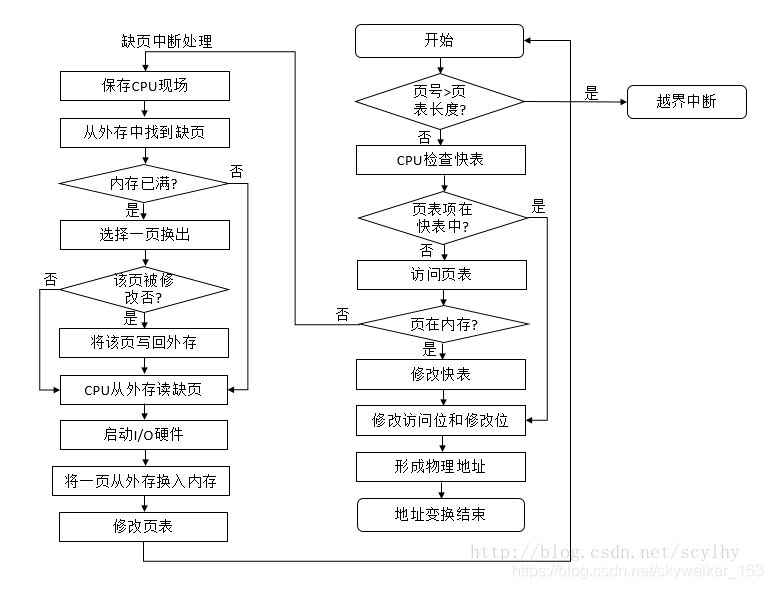 缺页中断处理
保存CPU现场
从外存中找到缺页
内存已满?
否
是
选择一页换出
否
该页被修
改否?
是
将该页写回外存
CPU从外存读缺页
启动I/O硬件
将一页从外存换入内存
修改页表
开始
页号>页
表长度?
是
越界中断
否
CPU检查快表
页表项在
快表中?
是
否
访问页表
否
页在内存?
是
修改快表
修改访问位和修改位
形成物理地址
地址变换结束
http://blog.csdn.net/scylhy
https://blog.csdn.net/skywalker_163